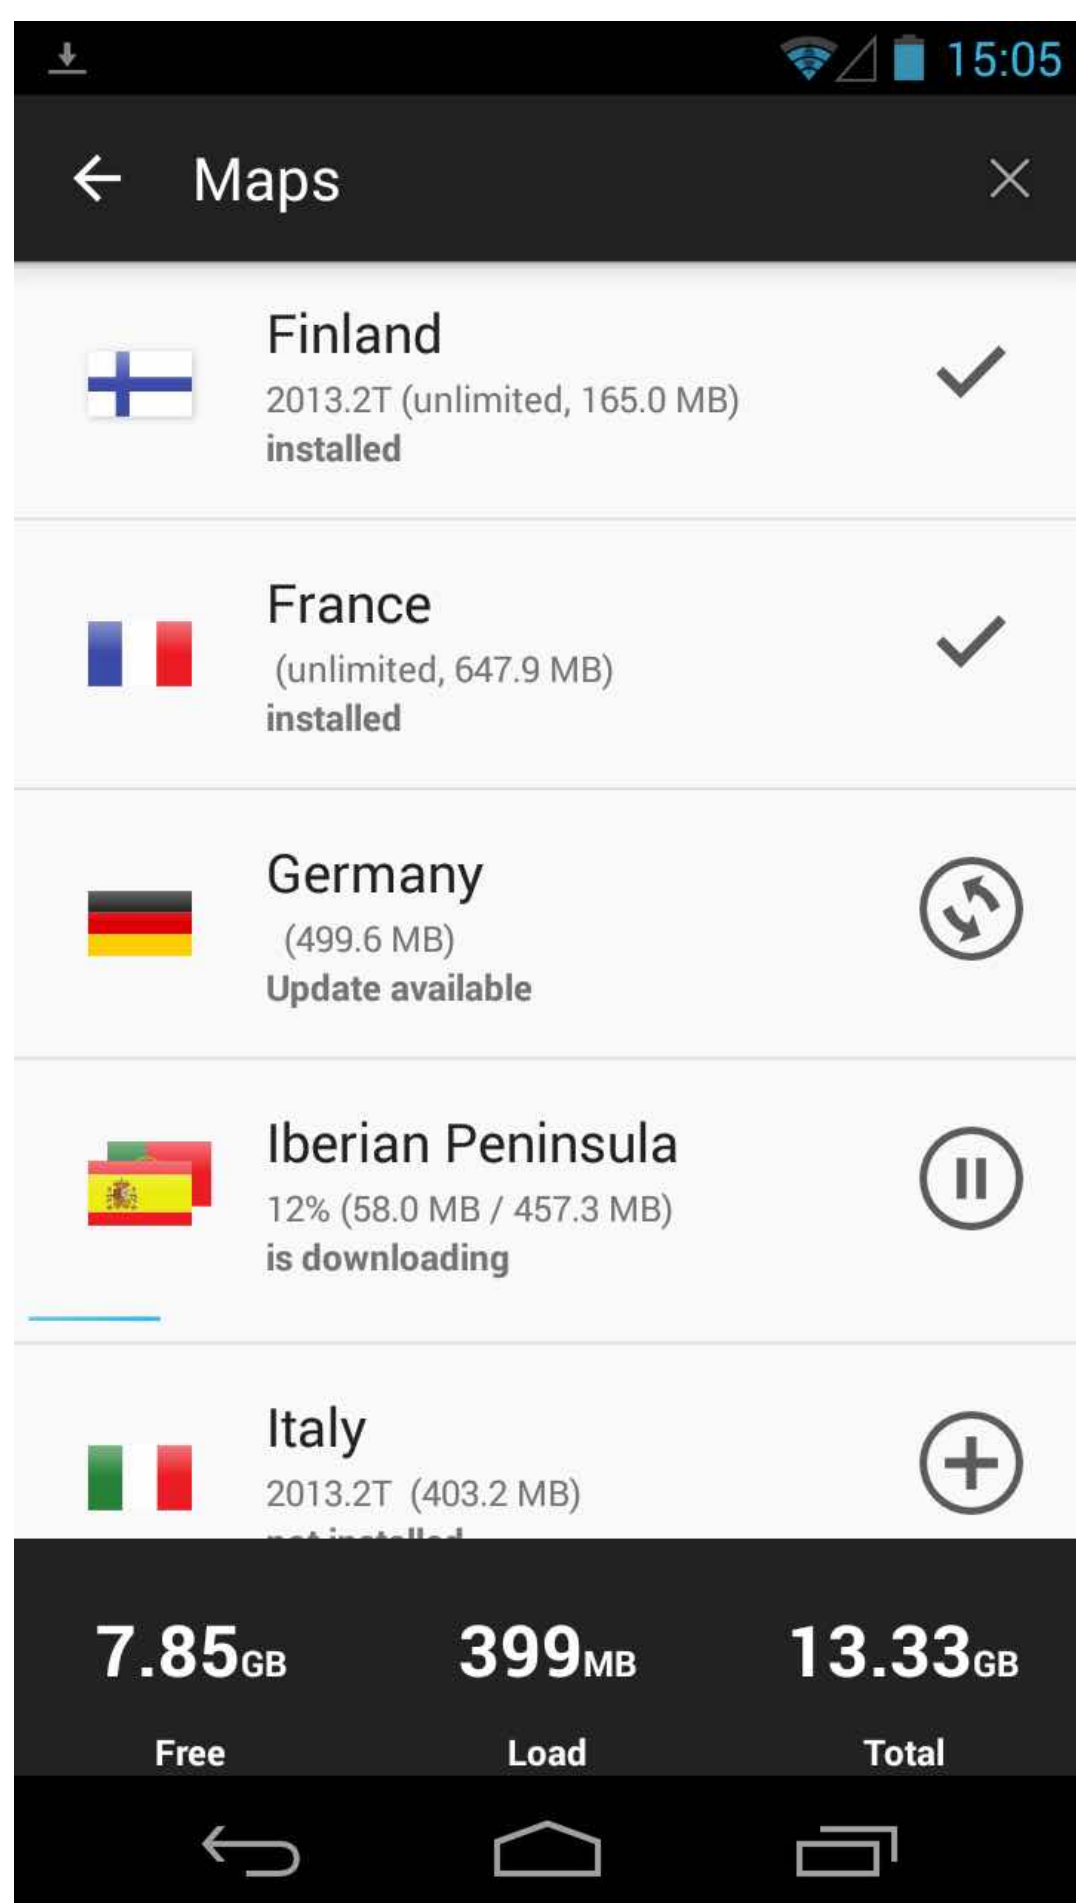 15:05
Maps
Finland
2013.2T (unlimited, 165.0 MB)
installed
France
(unlimited, 647.9 MB)
installed
Germany
(499.6 MB)
Update available
Iberian Peninsula
12% (58.0 MB / 457.3 MB)
is downloading
Italy
2013.2T (403.2 MB)
not installed
7.85GB 399MB 13.33GB
Free Load Total